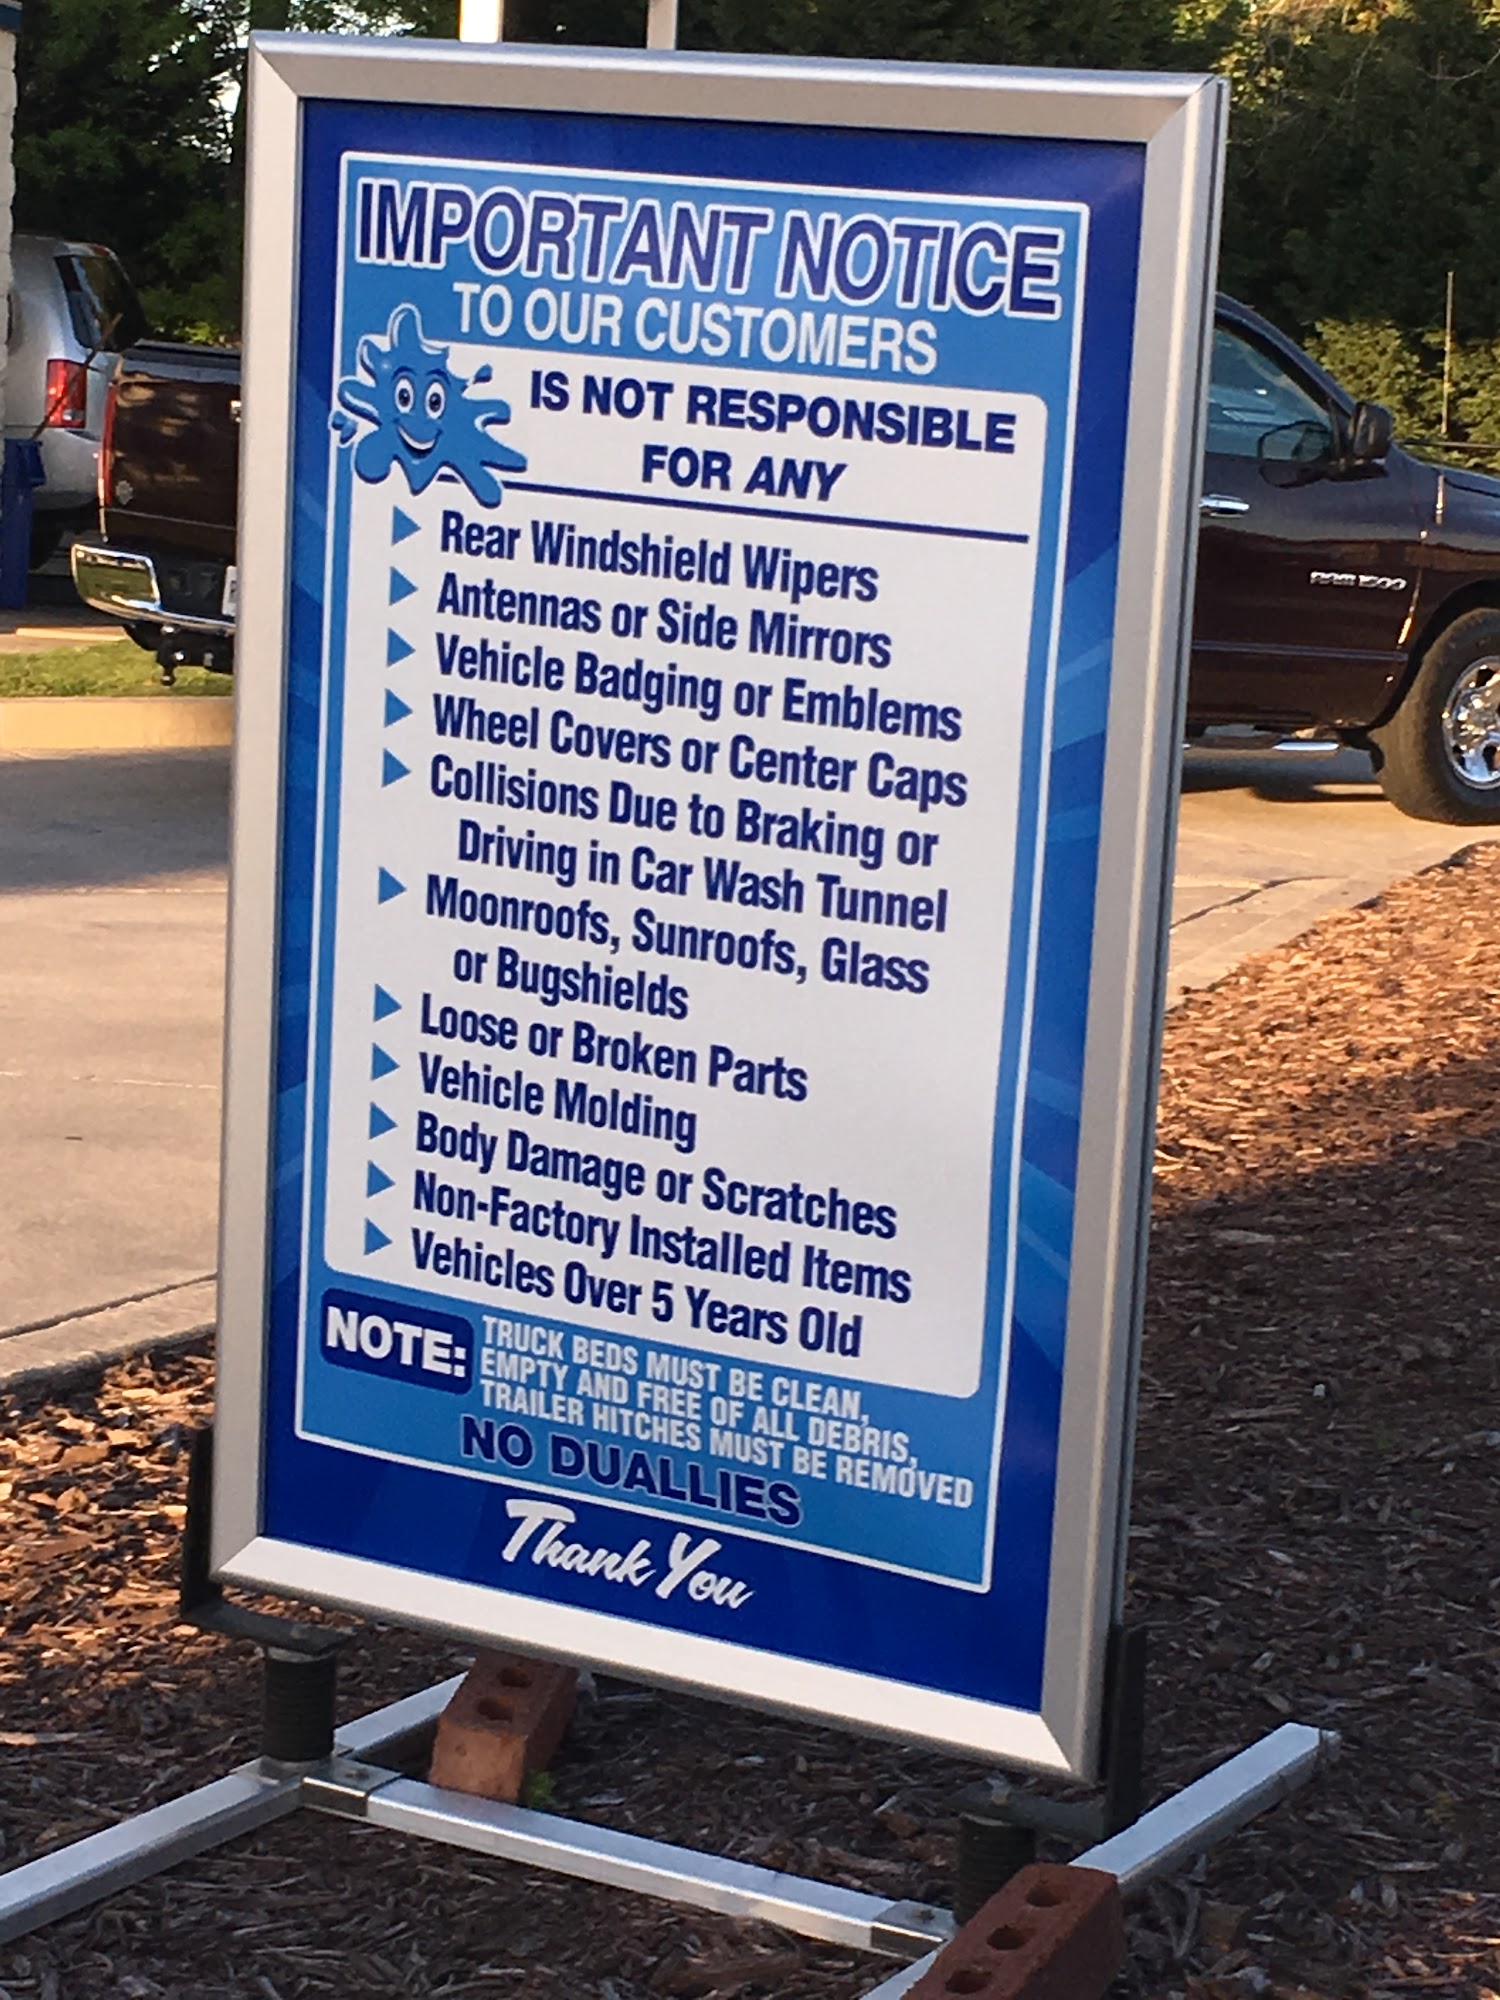 IMPORTANT NOTICE
TO OUR CUSTOMERS
IS NOT RESPONSIBLE
FOR ANY
Rear Windshield Wipers
Antennas or Side Mirrors
Vehicle Badging or Emblems
Wheel Covers or Center Caps
Collisions Due to Braking or
Driving in Car Wash Tunnel
Moonroofs, Sunroofs, Glass
or Bugshields
Loose or Broken Parts
Vehicle Molding
Body Damage or Scratches
Non-Factory Installed Items
Vehicles Over 5 Years Old
NOTE: TRUCK BEDS MUST BE CLEAN,
EMPTY AND FREE OF ALL DEBRIS,
TRAILER HITCHES MUST BE REMOVED
NO DUALLIES
Thank You
RAM 1500